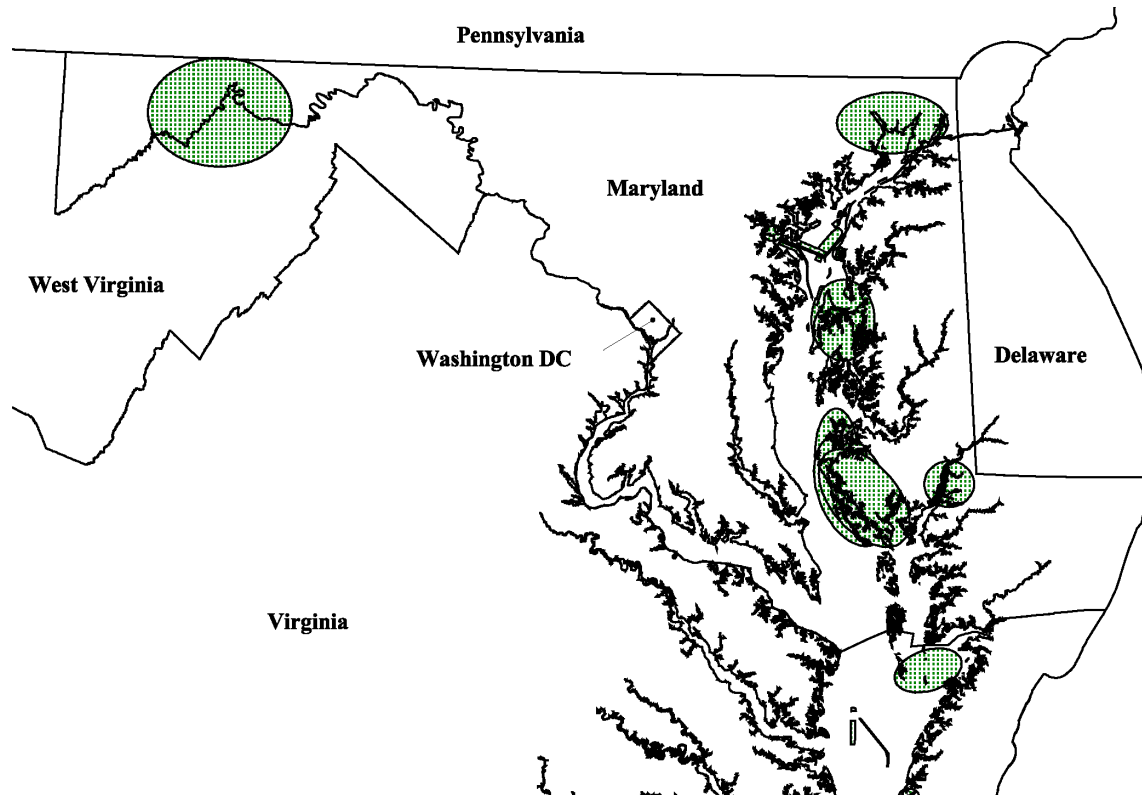 Pennsylvania
Maryland
West Virginia
Washington DC
Delaware
Virginia